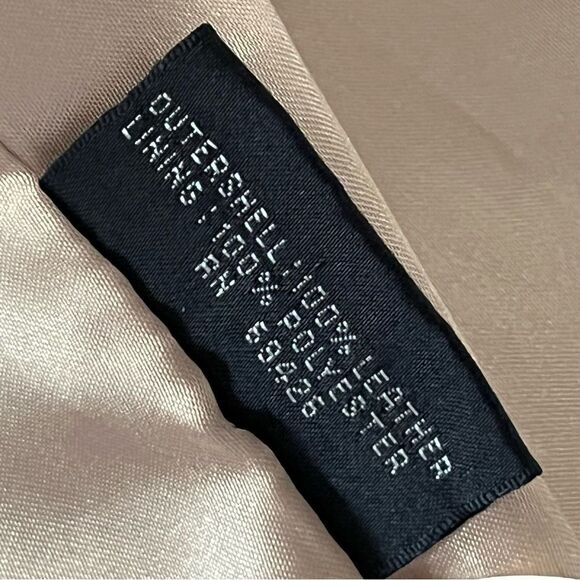 OUTERSHELL:100% LEATHER
LINING:100% POLYESTER
RN 69426